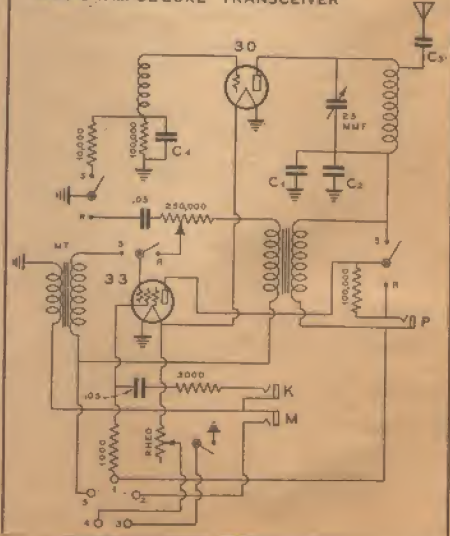 DELUXE TRANSCEIVER
30
C5
10,000
100,000
C4
25
MMF
S
C1
C2
R
.05
250,000
MT
S
R
S
33
R
100,000
P
3000
.05
K
M
1000
RHEO
1
5
2
4
3